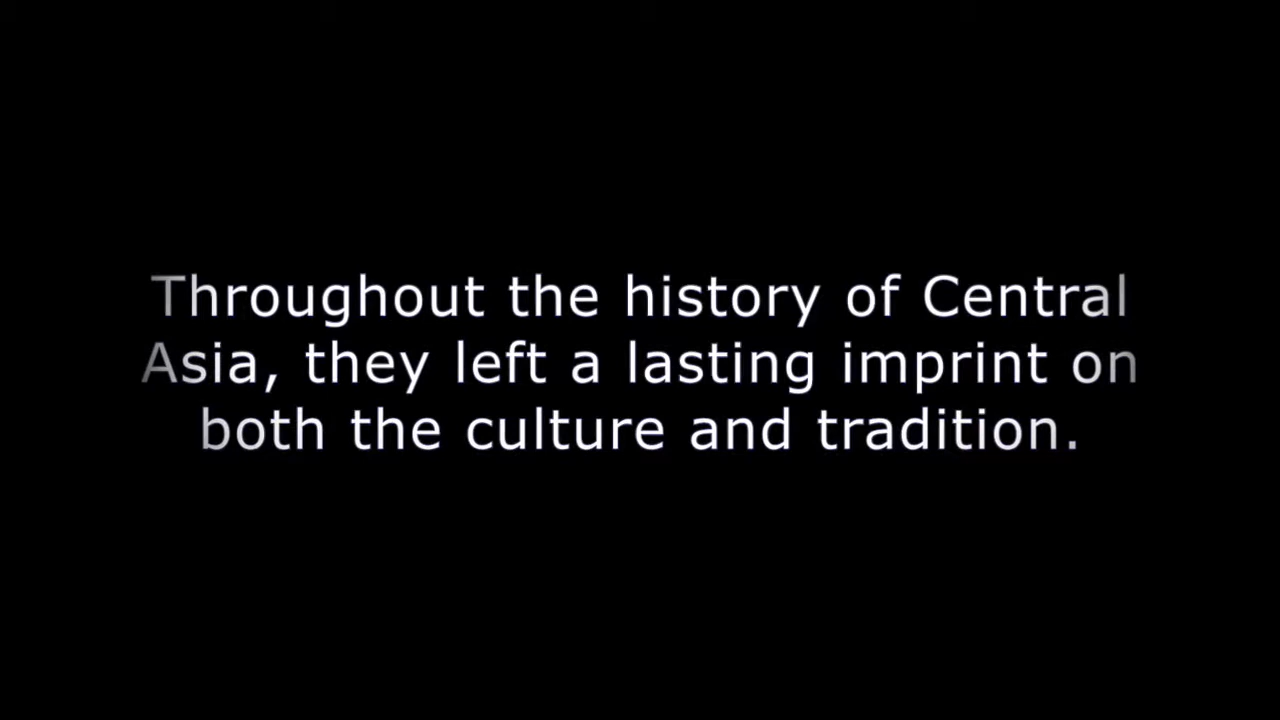 Throughout the history of Central
Asia, they left a lasting imprint on
both the culture and tradition.